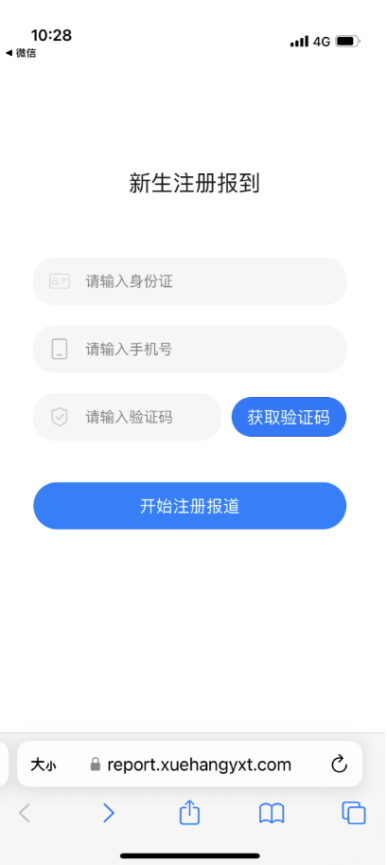 10:28
4G
◀ 微信
新生注册报到
请输入身份证
请输入手机号
请输入验证码
获取验证码
开始注册报道
大小
report.xuehangyxt.com